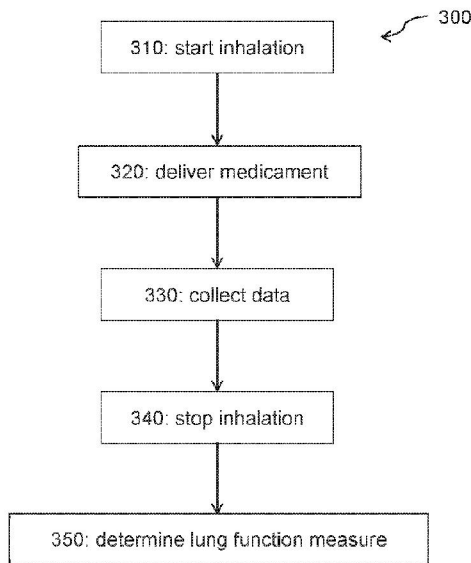 300
310: start inhalation
320: deliver medicament
330: collect data
340: stop inhalation
350: determine lung function measure